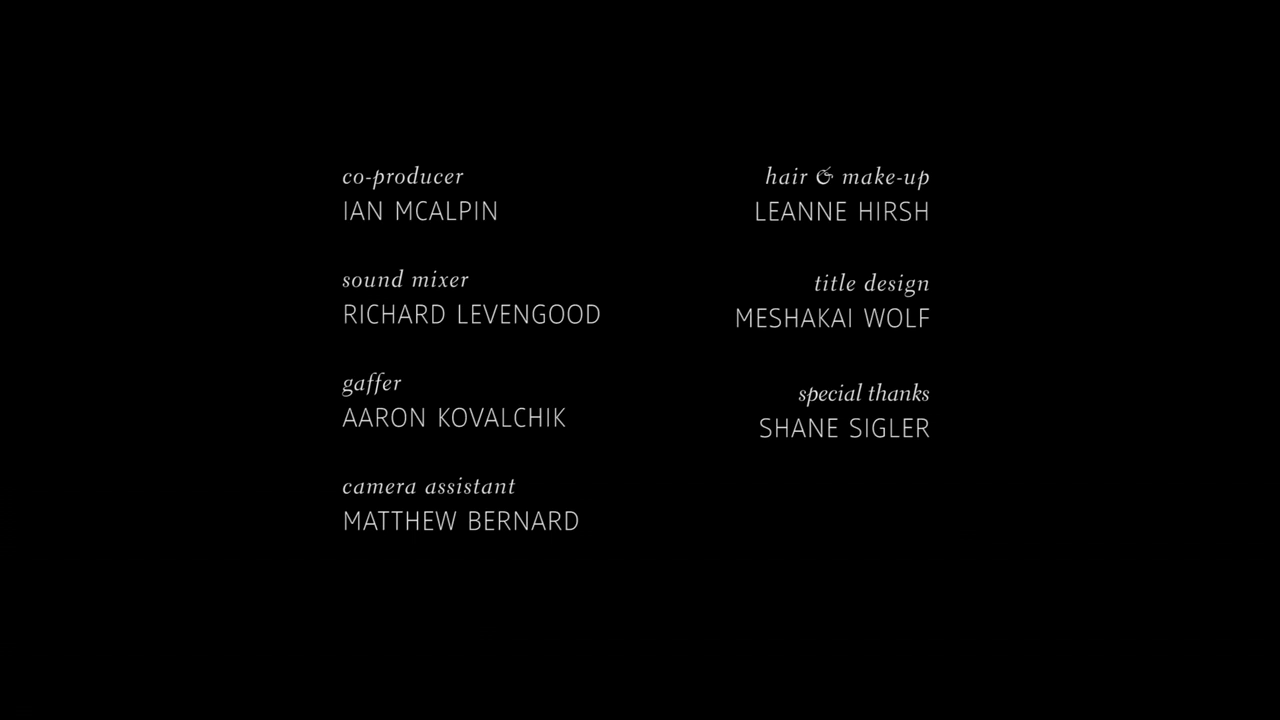 co-producer
IAN MCALPIN
sound mixer
RICHARD LEVENGOOD
gaffer
AARON KOVALCHIK
camera assistant
MATTHEW BERNARD
hair & make-up
LEANNE HIRSH
title design
MESHAKAI WOLF
special thanks
SHANE SIGLER